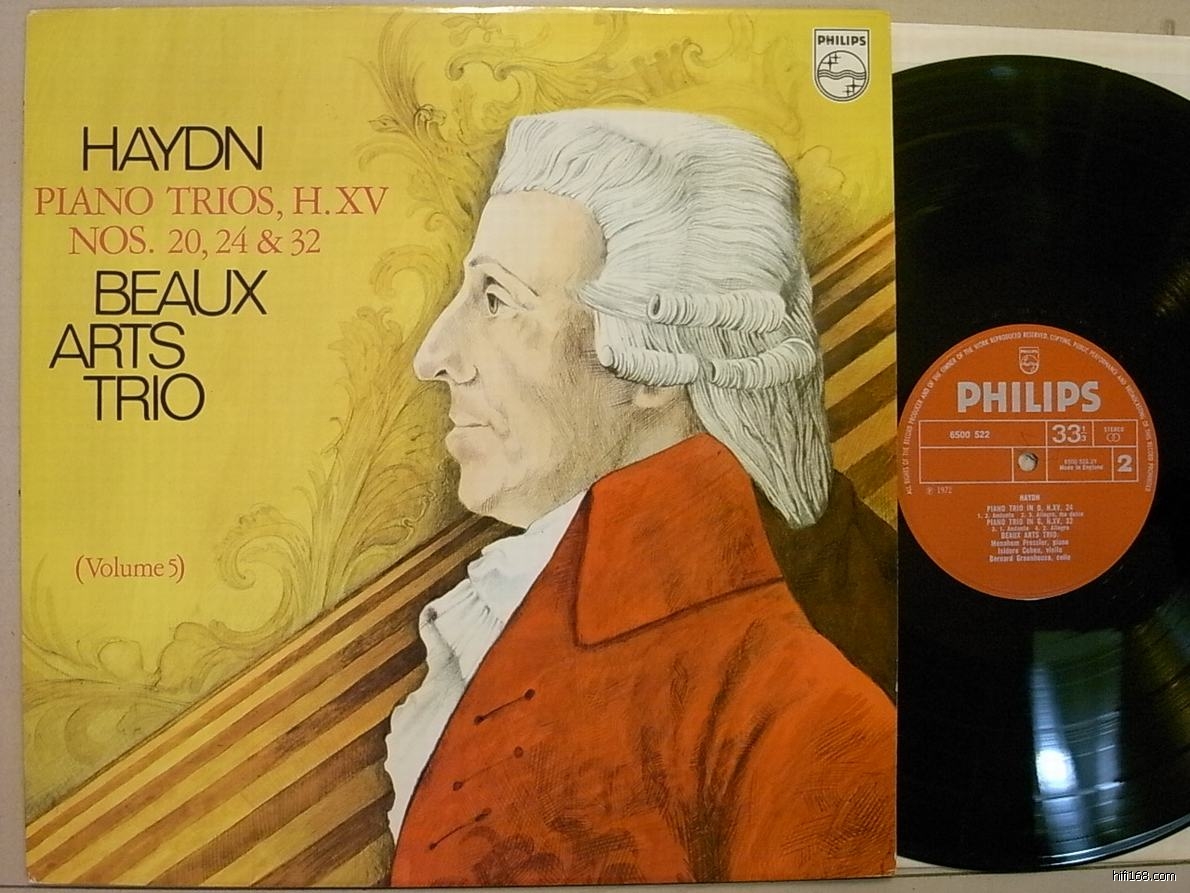 PHILIPS
HAYDN
PIANO TRIOS, H.XV
NOS. 20, 24 & 32
BEAUX
ARTS
TRIO
(Volume 5)
PHILIPS
6500 522
33⅓
STEREO
Made in England
2
℗ 1972
HAYDN
PIANO TRIO IN D, H.XV, 24
PIANO TRIO IN G, H.XV, 32
BEAUX ARTS TRIO:
Menahem Pressler, piano
Isidore Cohen, violin
Bernard Greenhouse, cello
hifi168.com